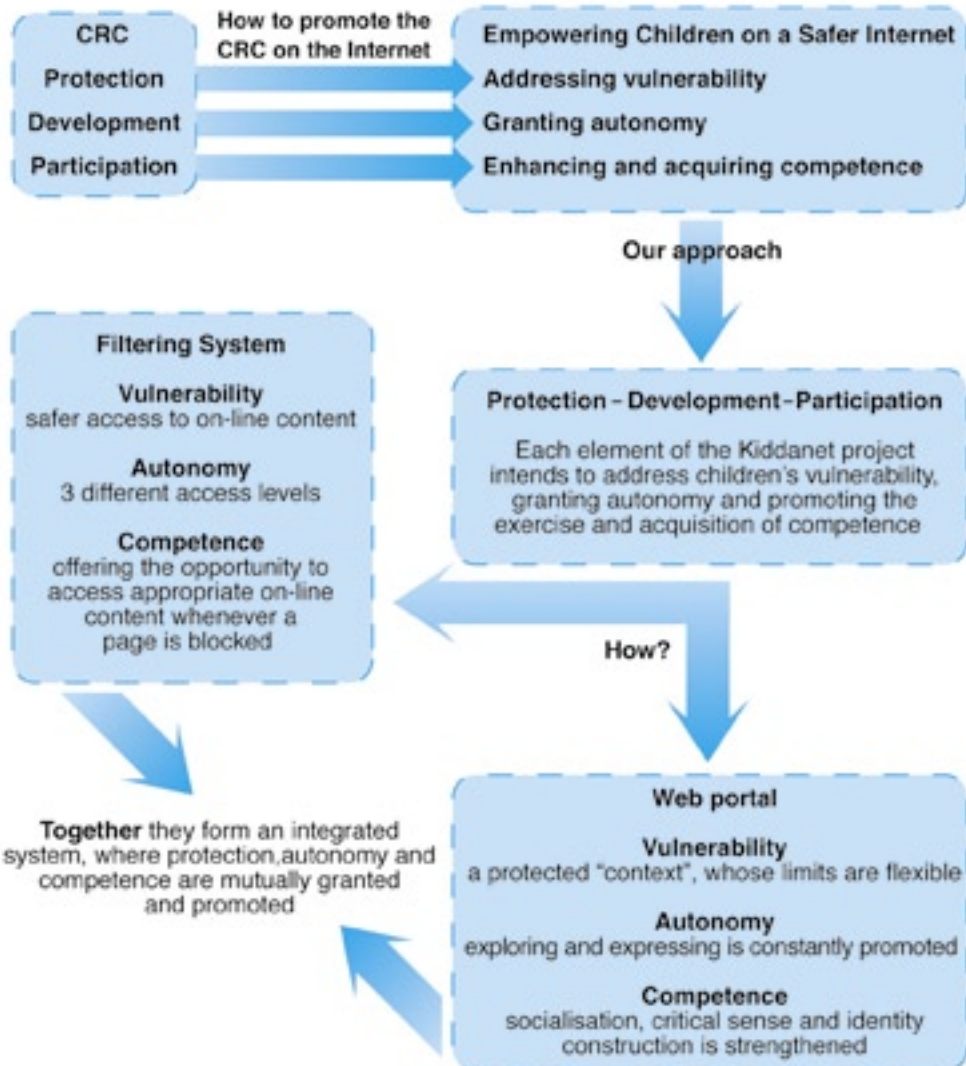 CRC
Protection
Development
Participation
How to promote the
CRC on the Internet
Empowering Children on a Safer Internet
Addressing vulnerability
Granting autonomy
Enhancing and acquiring competence
Our approach
Protection – Development–Participation
Each element of the Kiddanet project
intends to address children's vulnerability,
granting autonomy and promoting the
exercise and acquisition of competence
How?
Filtering System
Vulnerability
safer access to on-line content
Autonomy
3 different access levels
Competence
offering the opportunity to
access appropriate on-line
content whenever a
page is blocked
Web portal
Vulnerability
a protected “context”, whose limits are flexible
Autonomy
exploring and expressing is constantly promoted
Competence
socialisation, critical sense and identity
construction is strengthened
Together they form an integrated
system, where protection,autonomy and
competence are mutually granted
and promoted